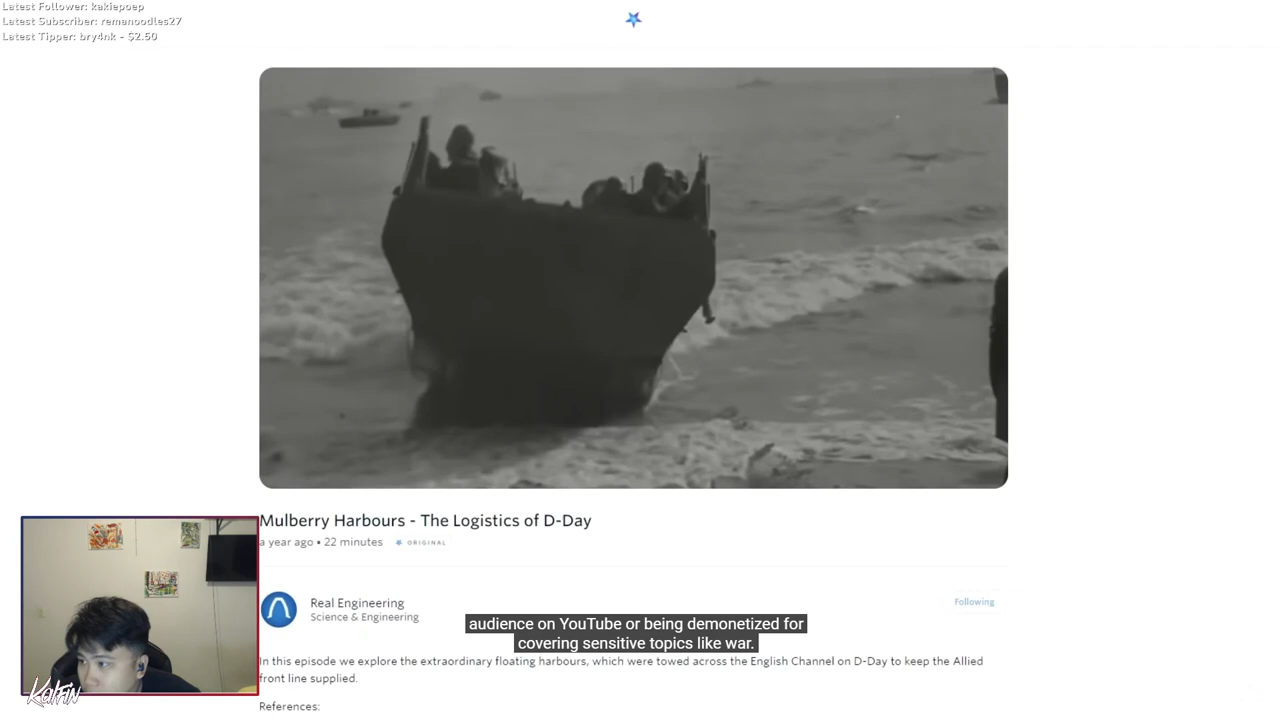 Latest Follower: kakiepoep
Latest Subscriber: remanoodles27
Latest Tipper: bry4nk - $2.50
Mulberry Harbours - The Logistics of D-Day
a year ago • 22 minutes ORIGINAL
Real Engineering
Science & Engineering
Following
audience on YouTube or being demonetized for
covering sensitive topics like war.
In this episode we explore the extraordinary floating harbours, which were towed across the English Channel on D-Day to keep the Allied
front line supplied.
References: